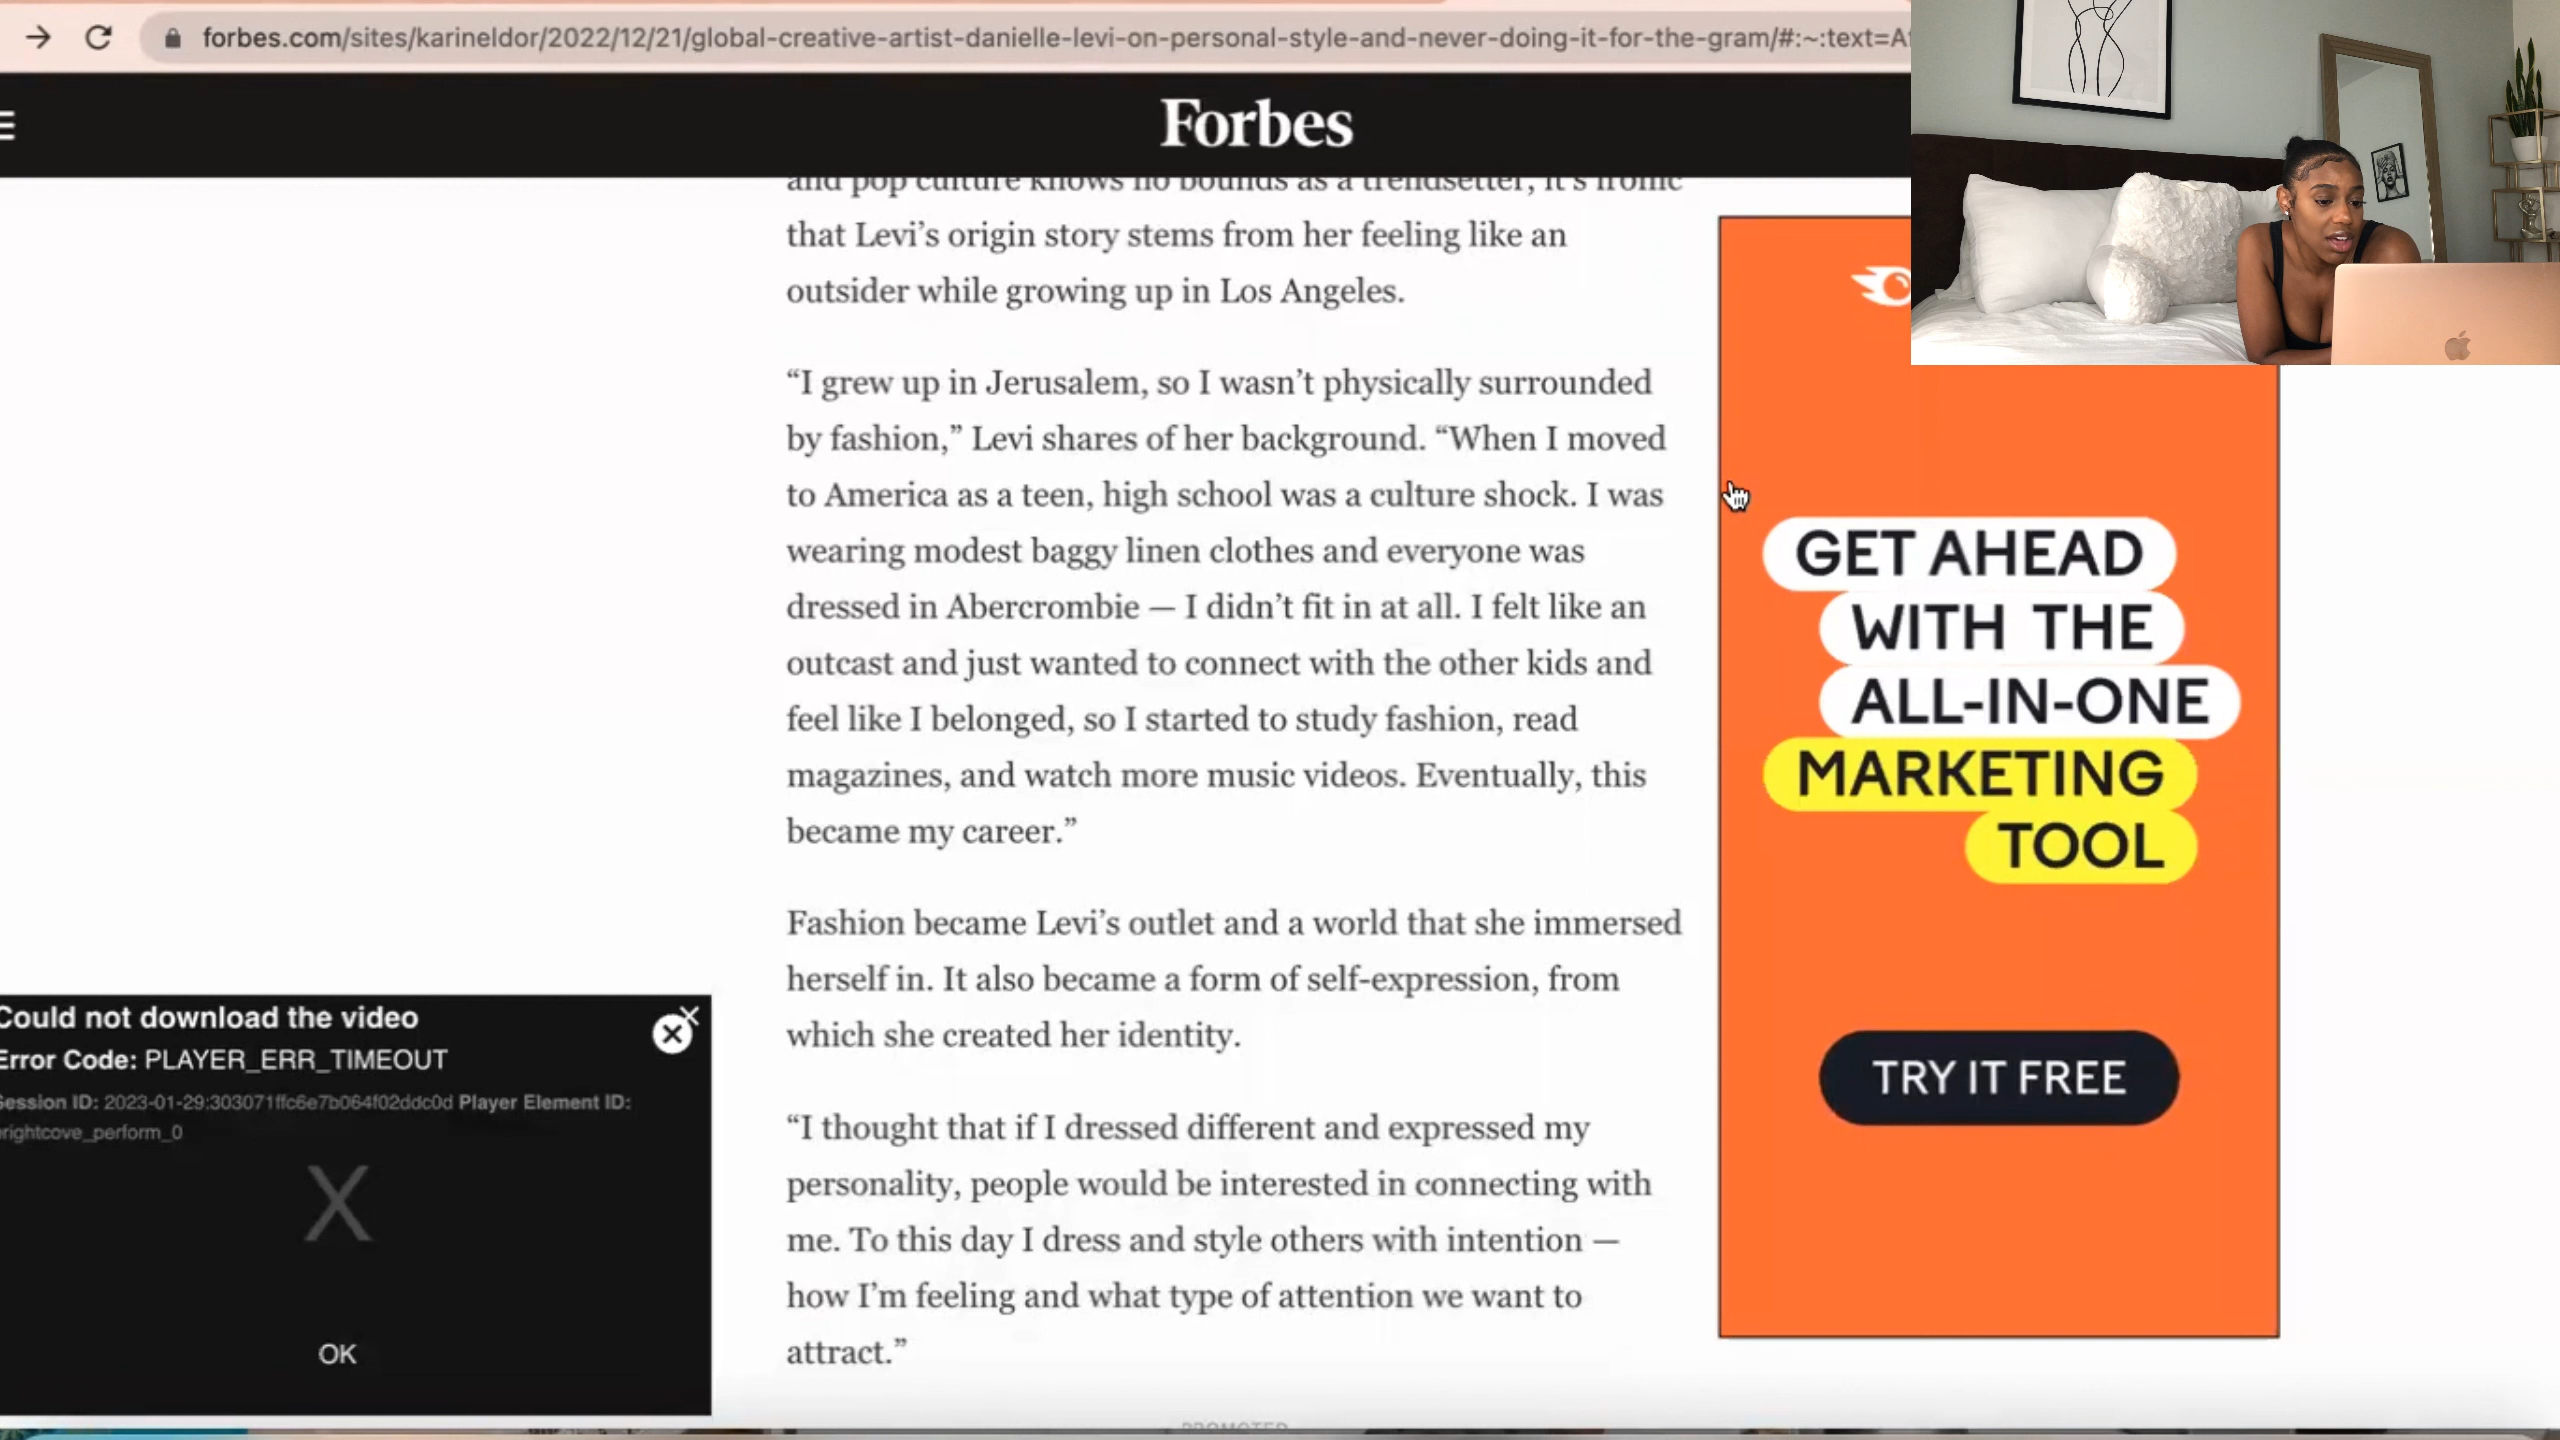 forbes.com/sites/karineldor/2022/12/21/global-creative-artist-danielle-levi-on-personal-style-and-never-doing-it-for-the-gram/#:~:text=A
Forbes
and pop culture knows no bounds as a trendsetter, it’s ironic
that Levi’s origin story stems from her feeling like an
outsider while growing up in Los Angeles.
“I grew up in Jerusalem, so I wasn’t physically surrounded
by fashion,” Levi shares of her background. “When I moved
to America as a teen, high school was a culture shock. I was
wearing modest baggy linen clothes and everyone was
dressed in Abercrombie — I didn’t fit in at all. I felt like an
outcast and just wanted to connect with the other kids and
feel like I belonged, so I started to study fashion, read
magazines, and watch more music videos. Eventually, this
became my career.”
Fashion became Levi’s outlet and a world that she immersed
herself in. It also became a form of self-expression, from
which she created her identity.
“I thought that if I dressed different and expressed my
personality, people would be interested in connecting with
me. To this day I dress and style others with intention —
how I’m feeling and what type of attention we want to
attract.”
GET AHEAD
WITH THE
ALL-IN-ONE
MARKETING
TOOL
TRY IT FREE
Could not download the video
Error Code: PLAYER_ERR_TIMEOUT
Session ID: 2023-01-29:303071ffc6e7b064f02ddc0d Player Element ID:
rightcove_perform_0
X
OK
PROMOTED